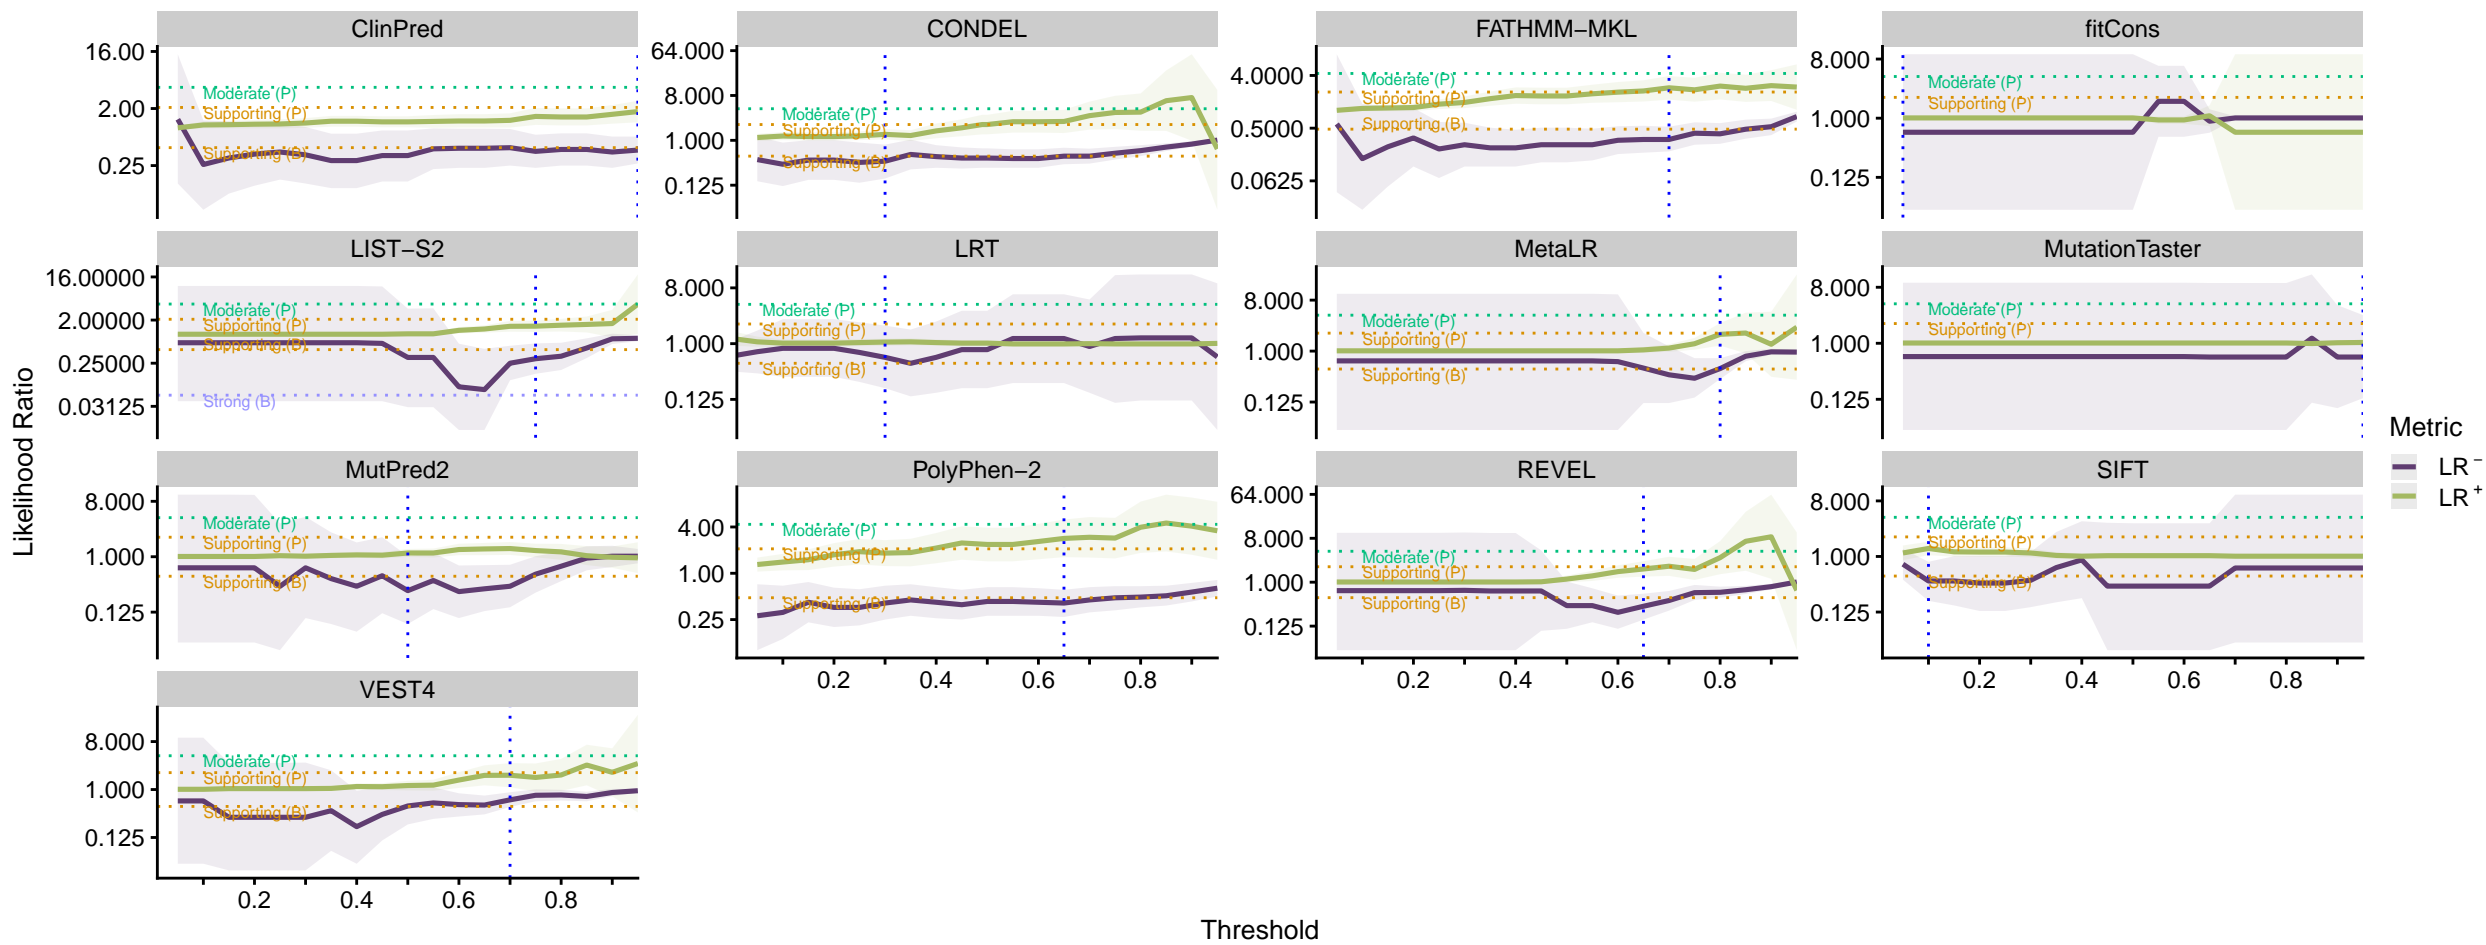 ClinPred
CONDEL
FATHMM−MKL
fitCons
16.00
2.00
0.25
Moderate (P)
Supporting (P)
Supporting (B)
64.000
8.000
1.000
0.125
Moderate (P)
Supporting (P)
Supporting (B)
4.0000
0.5000
0.0625
Moderate (P)
Supporting (P)
Supporting (B)
8.000
1.000
0.125
Moderate (P)
Supporting (P)
LIST−S2
LRT
MetaLR
MutationTaster
16.00000
2.00000
0.25000
0.03125
Moderate (P)
Supporting (P)
Supporting (B)
Strong (B)
8.000
1.000
0.125
Moderate (P)
Supporting (P)
Supporting (B)
8.000
1.000
0.125
Moderate (P)
Supporting (P)
Supporting (B)
8.000
1.000
0.125
Moderate (P)
Supporting (P)
MutPred2
PolyPhen−2
REVEL
SIFT
8.000
1.000
0.125
Moderate (P)
Supporting (P)
Supporting (B)
4.00
1.00
0.25
Moderate (P)
Supporting (P)
Supporting (B)
0.2 0.4 0.6 0.8
64.000
8.000
1.000
0.125
Moderate (P)
Supporting (P)
Supporting (B)
0.2 0.4 0.6 0.8
8.000
1.000
0.125
Moderate (P)
Supporting (P)
Supporting (B)
0.2 0.4 0.6 0.8
VEST4
8.000
1.000
0.125
Moderate (P)
Supporting (P)
Supporting (B)
0.2 0.4 0.6 0.8
Likelihood Ratio
Threshold
Metric
LR −
LR +